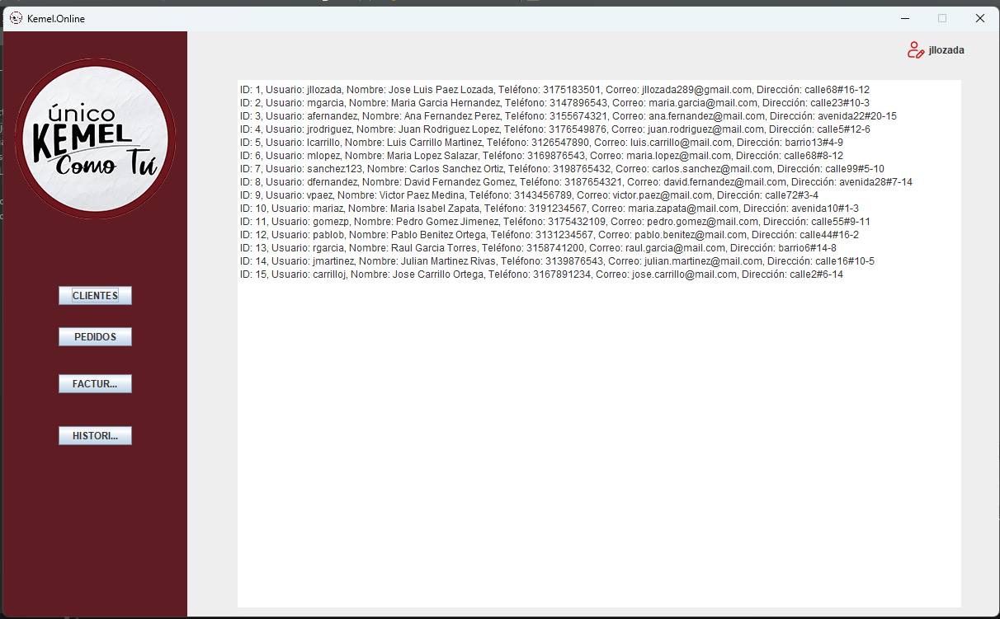 Kemel.Online
jllozada
único
KEMEL
Como Tú
CLIENTES
PEDIDOS
FACTUR...
HISTORI...
ID: 1, Usuario: jllozada, Nombre: Jose Luis Paez Lozada, Teléfono: 3175183501, Correo: jllozada289@gmail.com, Dirección: calle68#16-12
ID: 2, Usuario: mgarcia, Nombre: Maria Garcia Hernandez, Teléfono: 3147896543, Correo: maria.garcia@mail.com, Dirección: calle23#10-3
ID: 3, Usuario: afernandez, Nombre: Ana Fernandez Perez, Teléfono: 3155674321, Correo: ana.fernandez@mail.com, Dirección: avenida22#20-15
ID: 4, Usuario: jrodriguez, Nombre: Juan Rodriguez Lopez, Teléfono: 3176549876, Correo: juan.rodriguez@mail.com, Dirección: calle5#12-6
ID: 5, Usuario: lcarrillo, Nombre: Luis Carrillo Martinez, Teléfono: 3126547890, Correo: luis.carrillo@mail.com, Dirección: barrio13#4-9
ID: 6, Usuario: mlopez, Nombre: Maria Lopez Salazar, Teléfono: 3169876543, Correo: maria.lopez@mail.com, Dirección: calle68#8-12
ID: 7, Usuario: sanchez123, Nombre: Carlos Sanchez Ortiz, Teléfono: 3198765432, Correo: carlos.sanchez@mail.com, Dirección: calle99#5-10
ID: 8, Usuario: dfernandez, Nombre: David Fernandez Gomez, Teléfono: 3187654321, Correo: david.fernandez@mail.com, Dirección: avenida28#7-14
ID: 9, Usuario: vpaez, Nombre: Victor Paez Medina, Teléfono: 3143456789, Correo: victor.paez@mail.com, Dirección: calle72#3-4
ID: 10, Usuario: mariaz, Nombre: Maria Isabel Zapata, Teléfono: 3191234567, Correo: maria.zapata@mail.com, Dirección: avenida10#1-3
ID: 11, Usuario: gomezp, Nombre: Pedro Gomez Jimenez, Teléfono: 3175432109, Correo: pedro.gomez@mail.com, Dirección: calle55#9-11
ID: 12, Usuario: pablob, Nombre: Pablo Benitez Ortega, Teléfono: 3131234567, Correo: pablo.benitez@mail.com, Dirección: calle44#16-2
ID: 13, Usuario: rgarcia, Nombre: Raul Garcia Torres, Teléfono: 3158741200, Correo: raul.garcia@mail.com, Dirección: barrio6#14-8
ID: 14, Usuario: jmartinez, Nombre: Julian Martinez Rivas, Teléfono: 3139876543, Correo: julian.martinez@mail.com, Dirección: calle16#10-5
ID: 15, Usuario: carrilloj, Nombre: Jose Carrillo Ortega, Teléfono: 3167891234, Correo: jose.carrillo@mail.com, Dirección: calle2#6-14